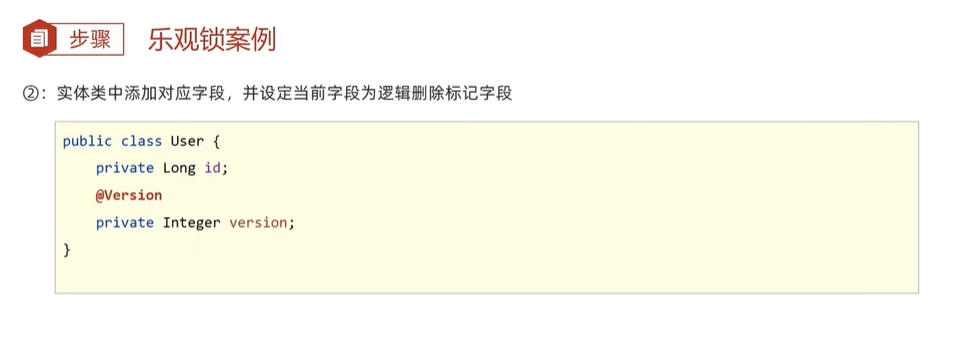 步骤
乐观锁案例
②：实体类中添加对应字段，并设定当前字段为逻辑删除标记字段
public class User {
    private Long id;
    @Version
    private Integer version;
}